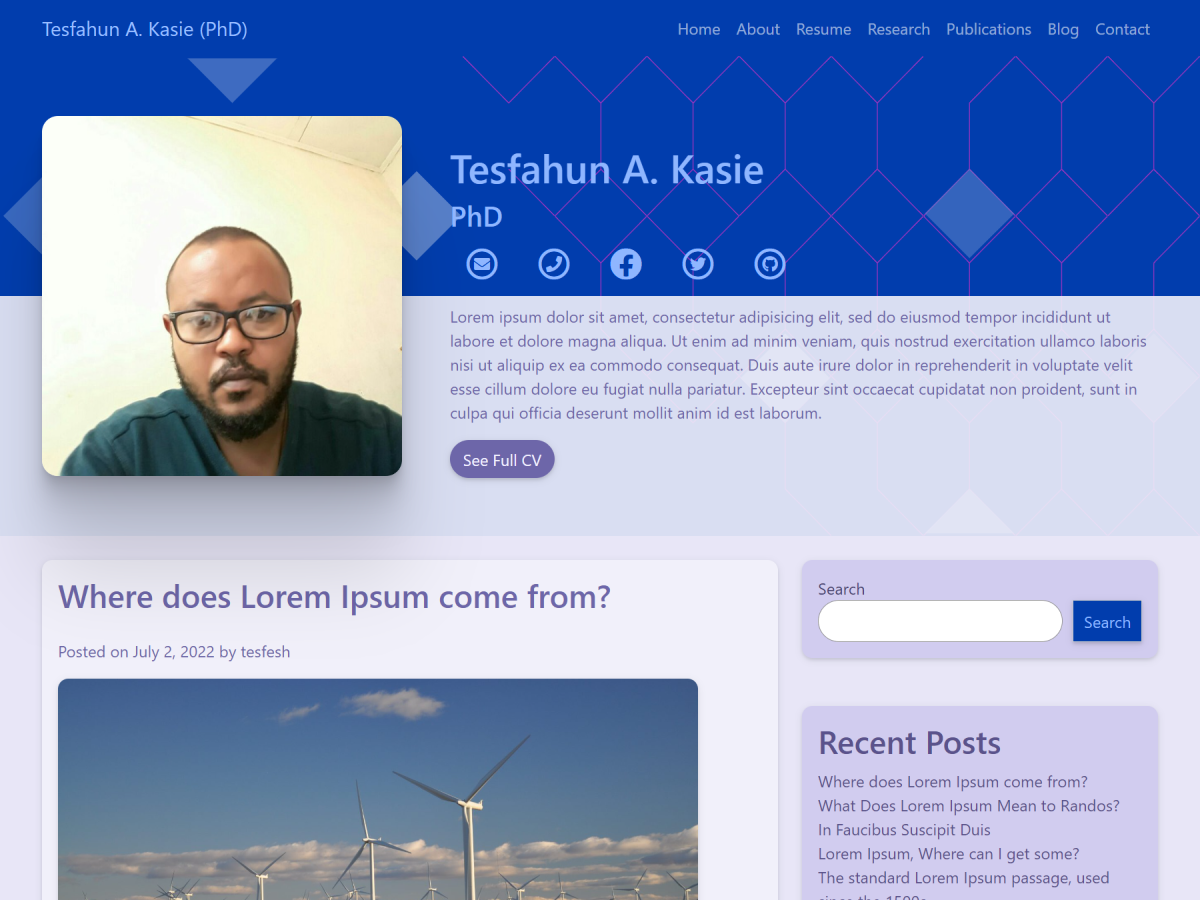 Tesfahun A. Kasie (PhD)
Home About Resume Research Publications Blog Contact
Tesfahun A. Kasie
PhD
Lorem ipsum dolor sit amet, consectetur adipisicing elit, sed do eiusmod tempor incididunt ut
labore et dolore magna aliqua. Ut enim ad minim veniam, quis nostrud exercitation ullamco laboris
nisi ut aliquip ex ea commodo consequat. Duis aute irure dolor in reprehenderit in voluptate velit
esse cillum dolore eu fugiat nulla pariatur. Excepteur sint occaecat cupidatat non proident, sunt in
culpa qui officia deserunt mollit anim id est laborum.
See Full CV
Where does Lorem Ipsum come from?
Posted on July 2, 2022 by tesfesh
Search
Search
Recent Posts
Where does Lorem Ipsum come from?
What Does Lorem Ipsum Mean to Randos?
In Faucibus Suscipit Duis
Lorem Ipsum, Where can I get some?
The standard Lorem Ipsum passage, used
since the 1500s